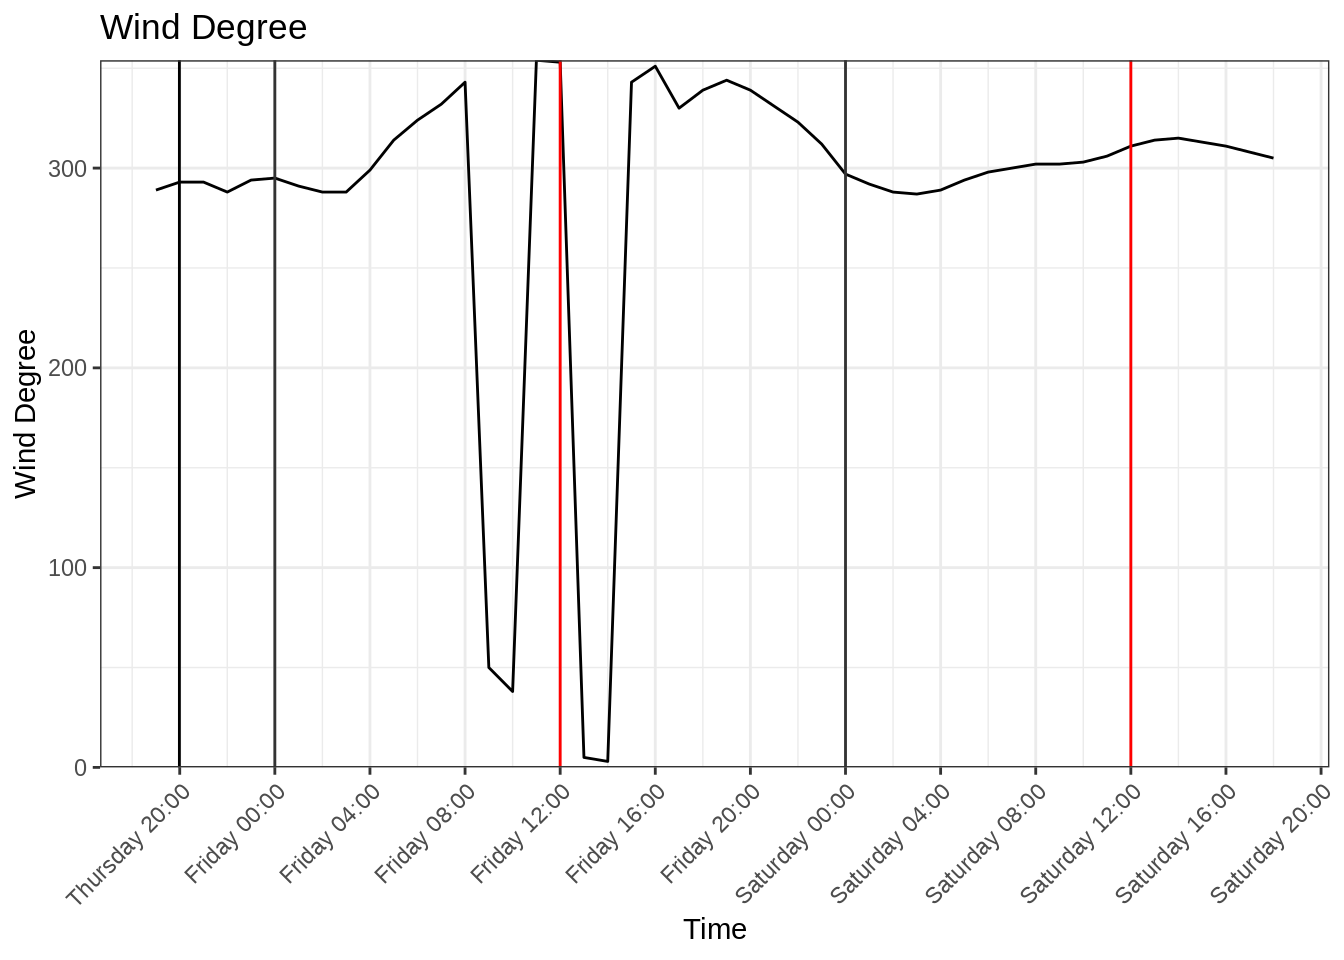 Wind Degree
Wind Degree
300
200
100
0
Thursday 20:00
Friday 00:00
Friday 04:00
Friday 08:00
Friday 12:00
Friday 16:00
Friday 20:00
Saturday 00:00
Saturday 04:00
Saturday 08:00
Saturday 12:00
Saturday 16:00
Saturday 20:00
Time